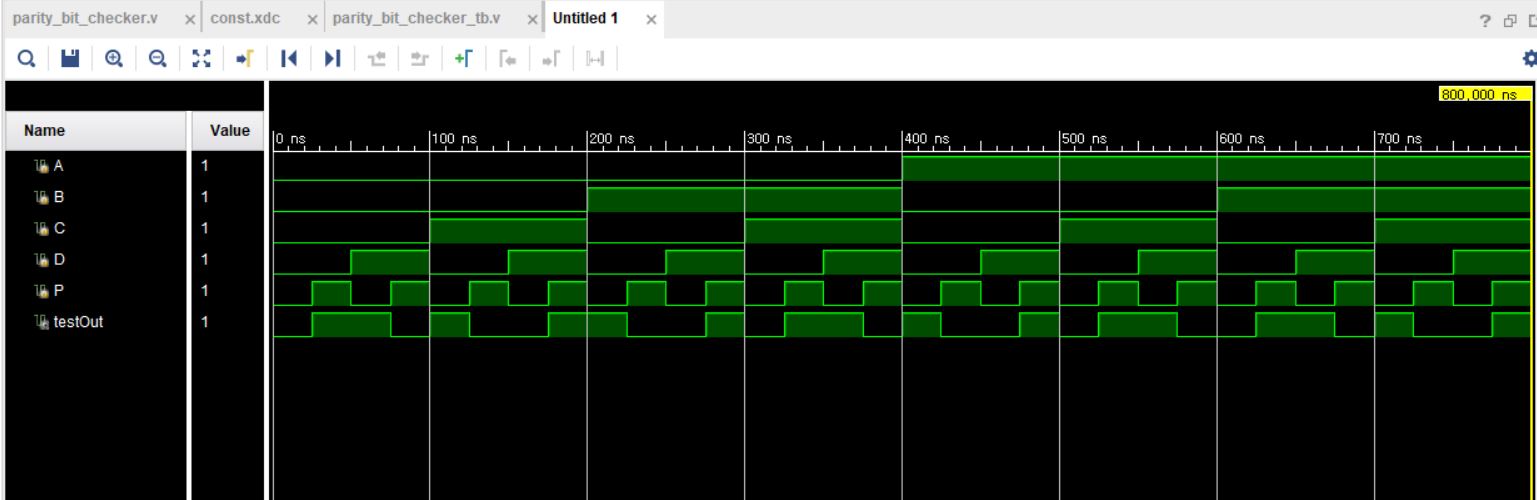 parity_bit_checker.v × const.xdc × parity_bit_checker_tb.v × Untitled 1 × ?
800,000 ns
Name Value 0 ns 100 ns 200 ns 300 ns 400 ns 500 ns 600 ns 700 ns
A 1
B 1
C 1
D 1
P 1
testOut 1